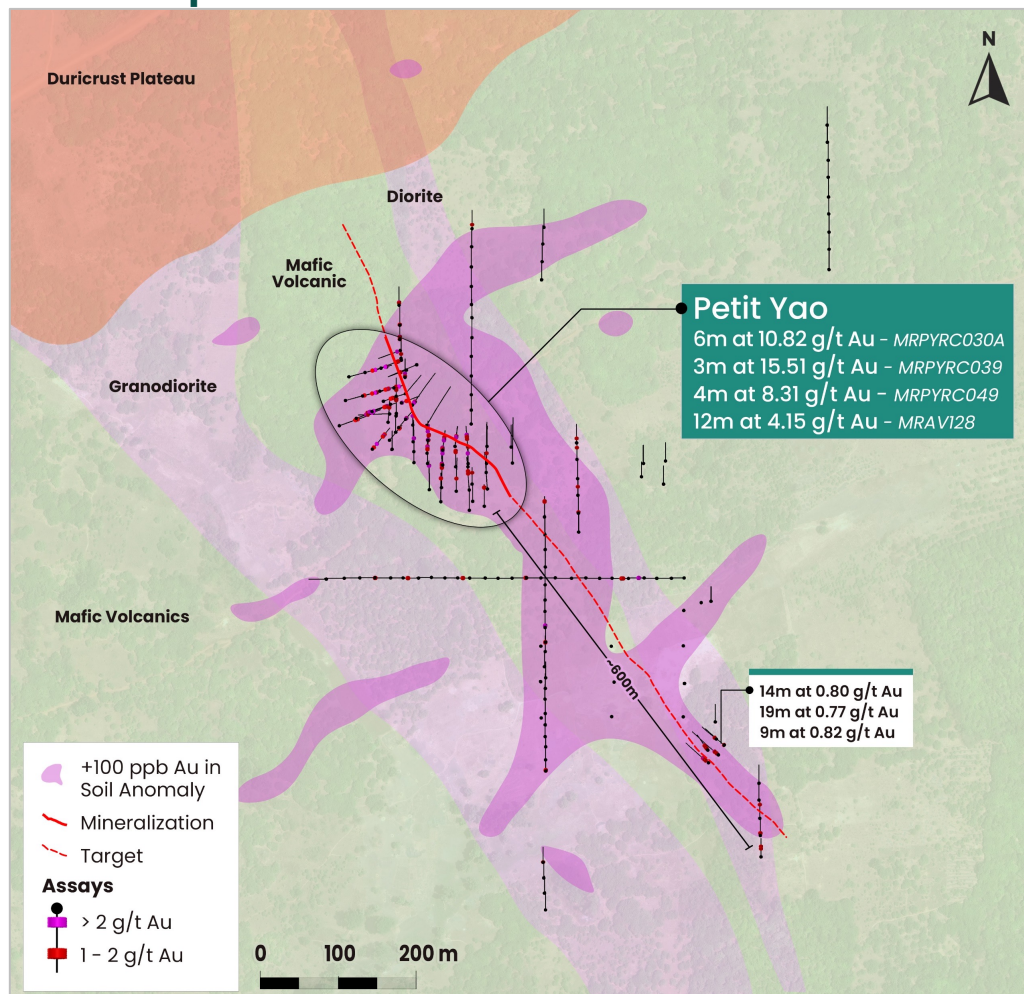 N
Duricrust Plateau
Diorite
Mafic
Volcanic
Granodiorite
Petit Yao
6m at 10.82 g/t Au - MRPYRC030A
3m at 15.51 g/t Au - MRPYRC039
4m at 8.31 g/t Au - MRPYRC049
12m at 4.15 g/t Au - MRAV128
Mafic Volcanics
~600m
14m at 0.80 g/t Au
19m at 0.77 g/t Au
9m at 0.82 g/t Au
+100 ppb Au in
Soil Anomaly
Mineralization
Target
Assays
> 2 g/t Au
1 - 2 g/t Au
0 100 200 m